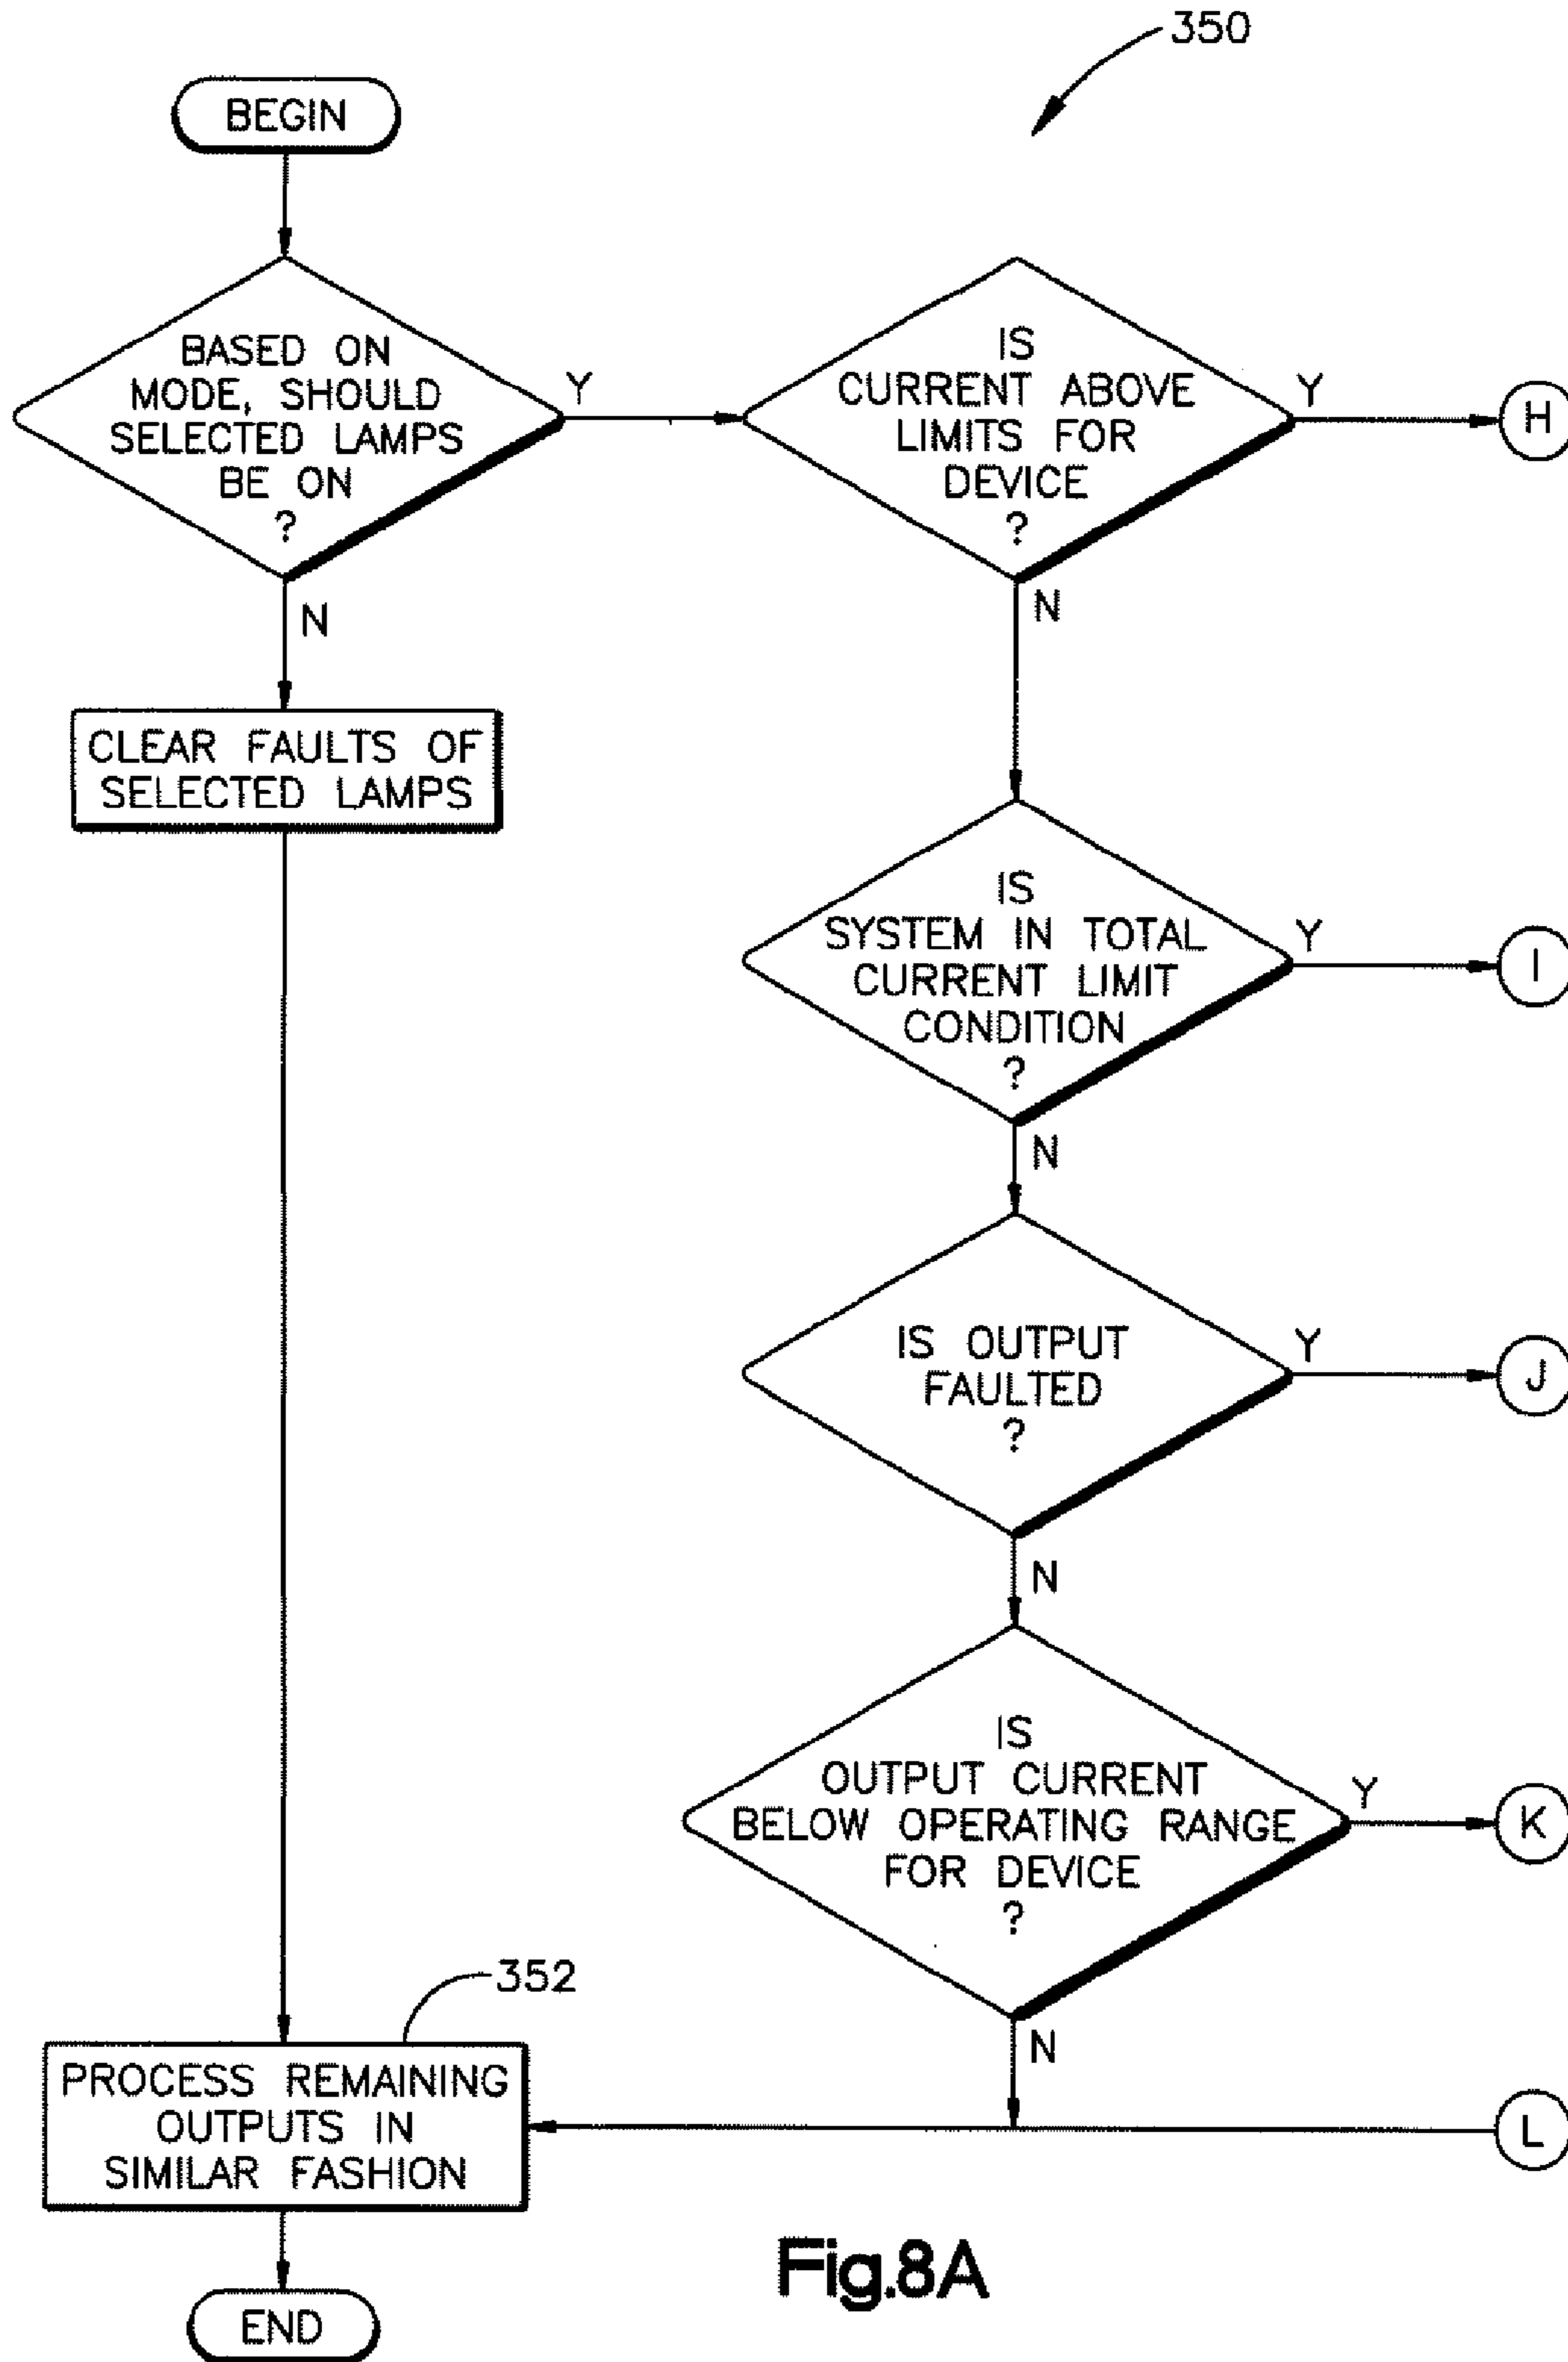 350
BEGIN
BASED ON
MODE, SHOULD
SELECTED LAMPS
BE ON
?
Y
N
IS
CURRENT ABOVE
LIMITS FOR
DEVICE
?
Y
H
N
CLEAR FAULTS OF
SELECTED LAMPS
IS
SYSTEM IN TOTAL
CURRENT LIMIT
CONDITION
?
Y
I
N
IS OUTPUT
FAULTED
?
Y
J
N
IS
OUTPUT CURRENT
BELOW OPERATING RANGE
FOR DEVICE
?
Y
K
N
352
PROCESS REMAINING
OUTPUTS IN
SIMILAR FASHION
L
END
Fig.8A